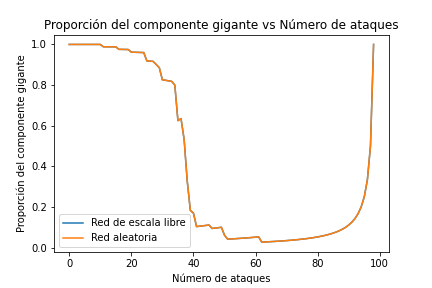 Proporción del componente gigante vs Número de ataques
Proporción del componente gigante
1.0
0.8
0.6
0.4
0.2
0.0
Red de escala libre
Red aleatoria
0 20 40 60 80 100
Número de ataques